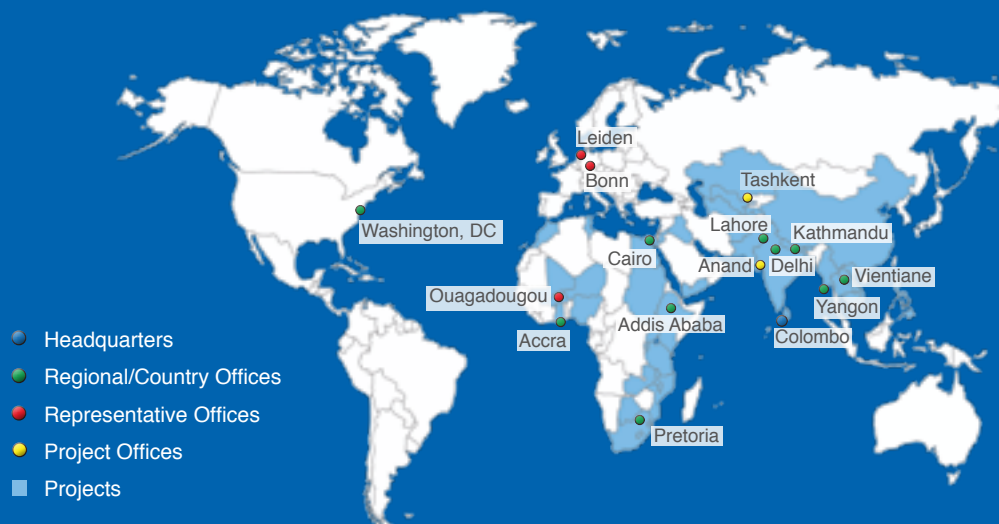 Leiden
Bonn
Tashkent
Washington, DC
Lahore
Kathmandu
Cairo
Anand
Delhi
Vientiane
Ouagadougou
Yangon
Addis Ababa
Accra
Colombo
Headquarters
Regional/Country Offices
Representative Offices
Pretoria
Project Offices
Projects